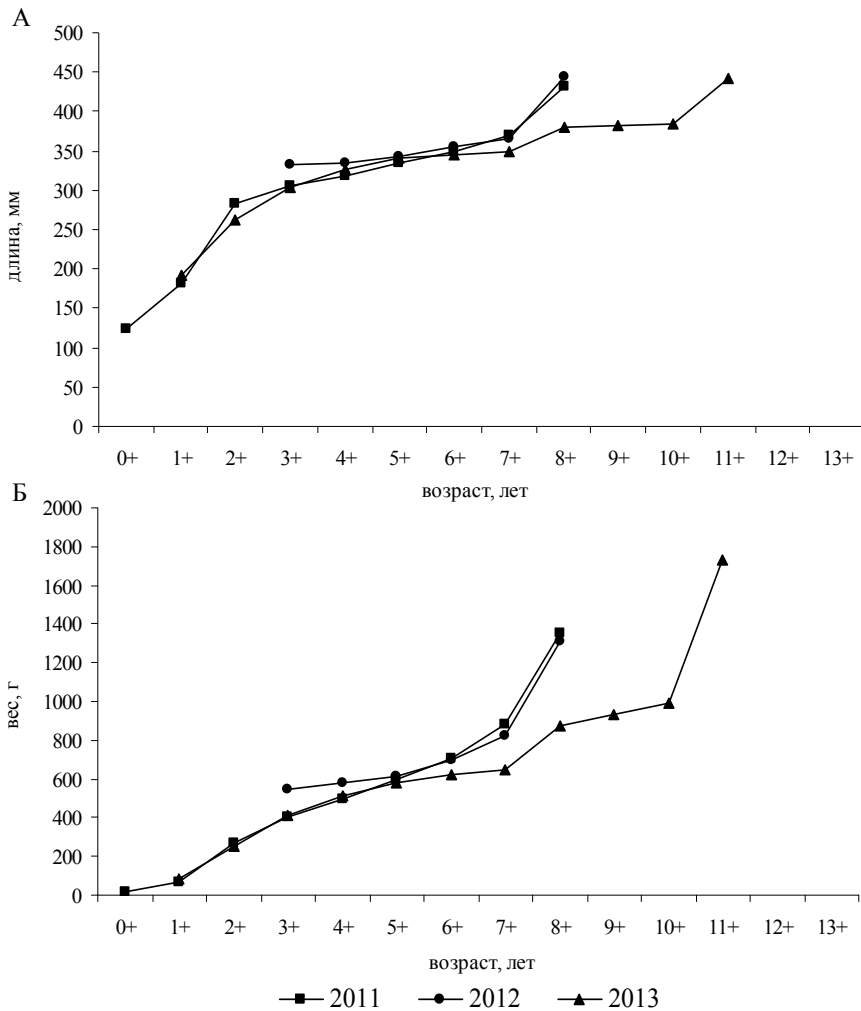 А
500
450
400
350
300
250
200
150
100
50
0
длина, мм
0+ 1+ 2+ 3+ 4+ 5+ 6+ 7+ 8+ 9+ 10+ 11+ 12+ 13+
возраст, лет
Б
2000
1800
1600
1400
1200
1000
800
600
400
200
0
вес, г
0+ 1+ 2+ 3+ 4+ 5+ 6+ 7+ 8+ 9+ 10+ 11+ 12+ 13+
возраст, лет
2011 2012 2013